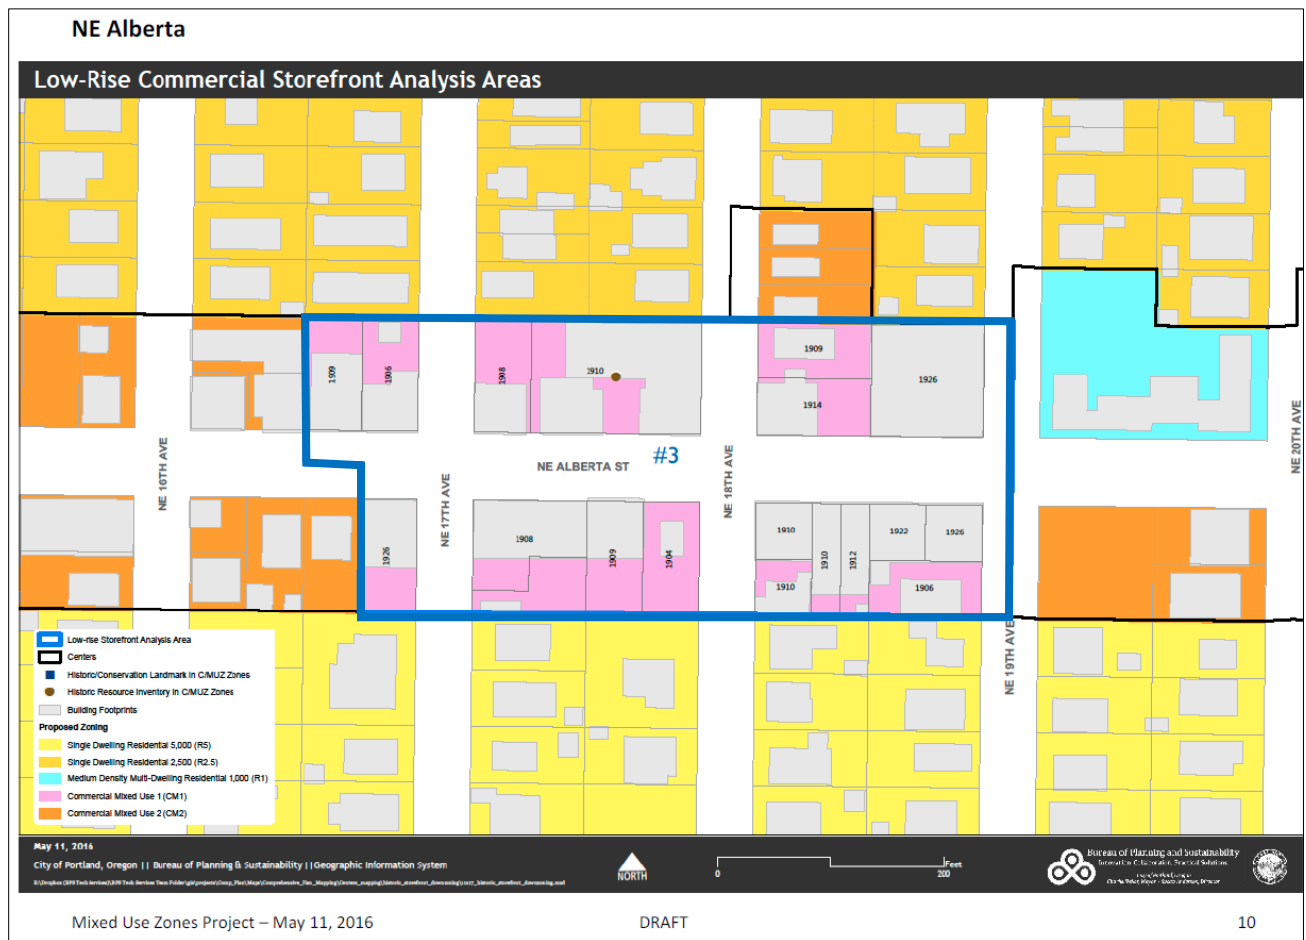 NE Alberta
Low-Rise Commercial Storefront Analysis Areas
1909
1906
1908
1910
1909
1914
1926
NE 16TH AVE
NE 17TH AVE
NE ALBERTA ST
#3
NE 18TH AVE
NE 20TH AVE
1926
1908
1909
1904
1910
1910
1912
1922
1926
1910
1906
NE 19TH AVE
Low-rise Storefront Analysis Area
Centers
Historic/Conservation Landmark in C/MUZ Zones
Historic Resource Inventory in C/MUZ Zones
Building Footprints
Proposed Zoning
Single Dwelling Residential 5,000 (R5)
Single Dwelling Residential 2,500 (R2.5)
Medium Density Multi-Dwelling Residential 1,000 (R1)
Commercial Mixed Use 1 (CM1)
Commercial Mixed Use 2 (CM2)
May 11, 2016
City of Portland, Oregon || Bureau of Planning & Sustainability ||Geographic Information System
NORTH
0
200
Feet
Bureau of Planning and Sustainability
Innovation. Collaboration. Practical Solutions.
Mixed Use Zones Project – May 11, 2016
DRAFT
10